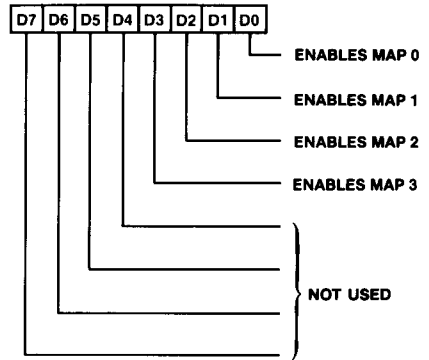 D7 D6 D5 D4 D3 D2 D1 D0
ENABLES MAP 0
ENABLES MAP 1
ENABLES MAP 2
ENABLES MAP 3
NOT USED